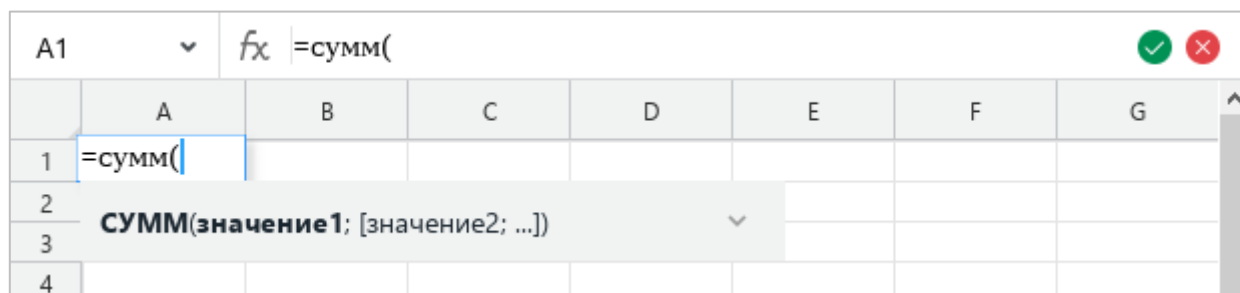 A1 fx =сумм(
A B C D E F G
1 =сумм(
2
СУММ(значение1; [значение2; ...])
3
4